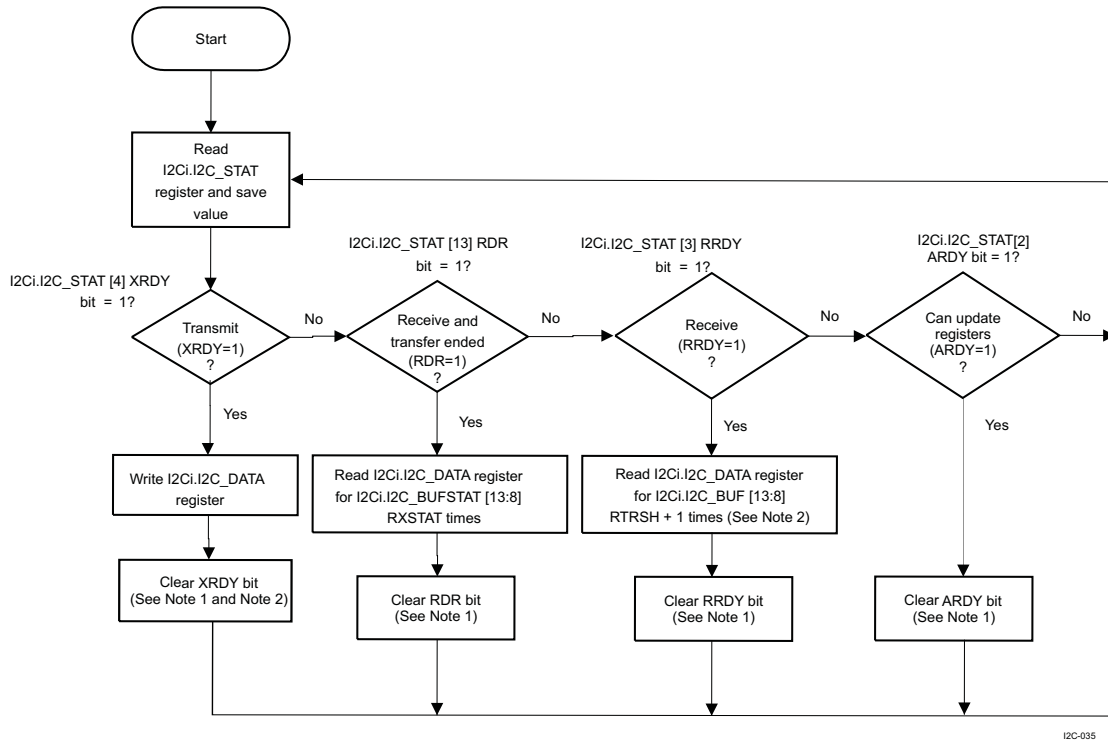 Start
Read
I2Ci.I2C_STAT
register and save
value
I2Ci.I2C_STAT [4] XRDY
bit = 1?
I2Ci.I2C_STAT [13] RDR
bit = 1?
I2Ci.I2C_STAT [3] RRDY
bit = 1?
I2Ci.I2C_STAT[2]
ARDY bit = 1?
Transmit
(XRDY=1)
?
No
Receive and
transfer ended
(RDR=1)
?
No
Receive
(RRDY=1)
?
No
Can update
registers
(ARDY=1)
?
No
Yes
Yes
Yes
Yes
Write I2Ci.I2C_DATA
register
Read I2Ci.I2C_DATA register
for I2Ci.I2C_BUFSTAT [13:8]
RXSTAT times
Read I2Ci.I2C_DATA register
for I2Ci.I2C_BUF [13:8]
RTRSH + 1 times (See Note 2)
Clear XRDY bit
(See Note 1 and Note 2)
Clear RDR bit
(See Note 1)
Clear RRDY bit
(See Note 1)
Clear ARDY bit
(See Note 1)
I2C-035